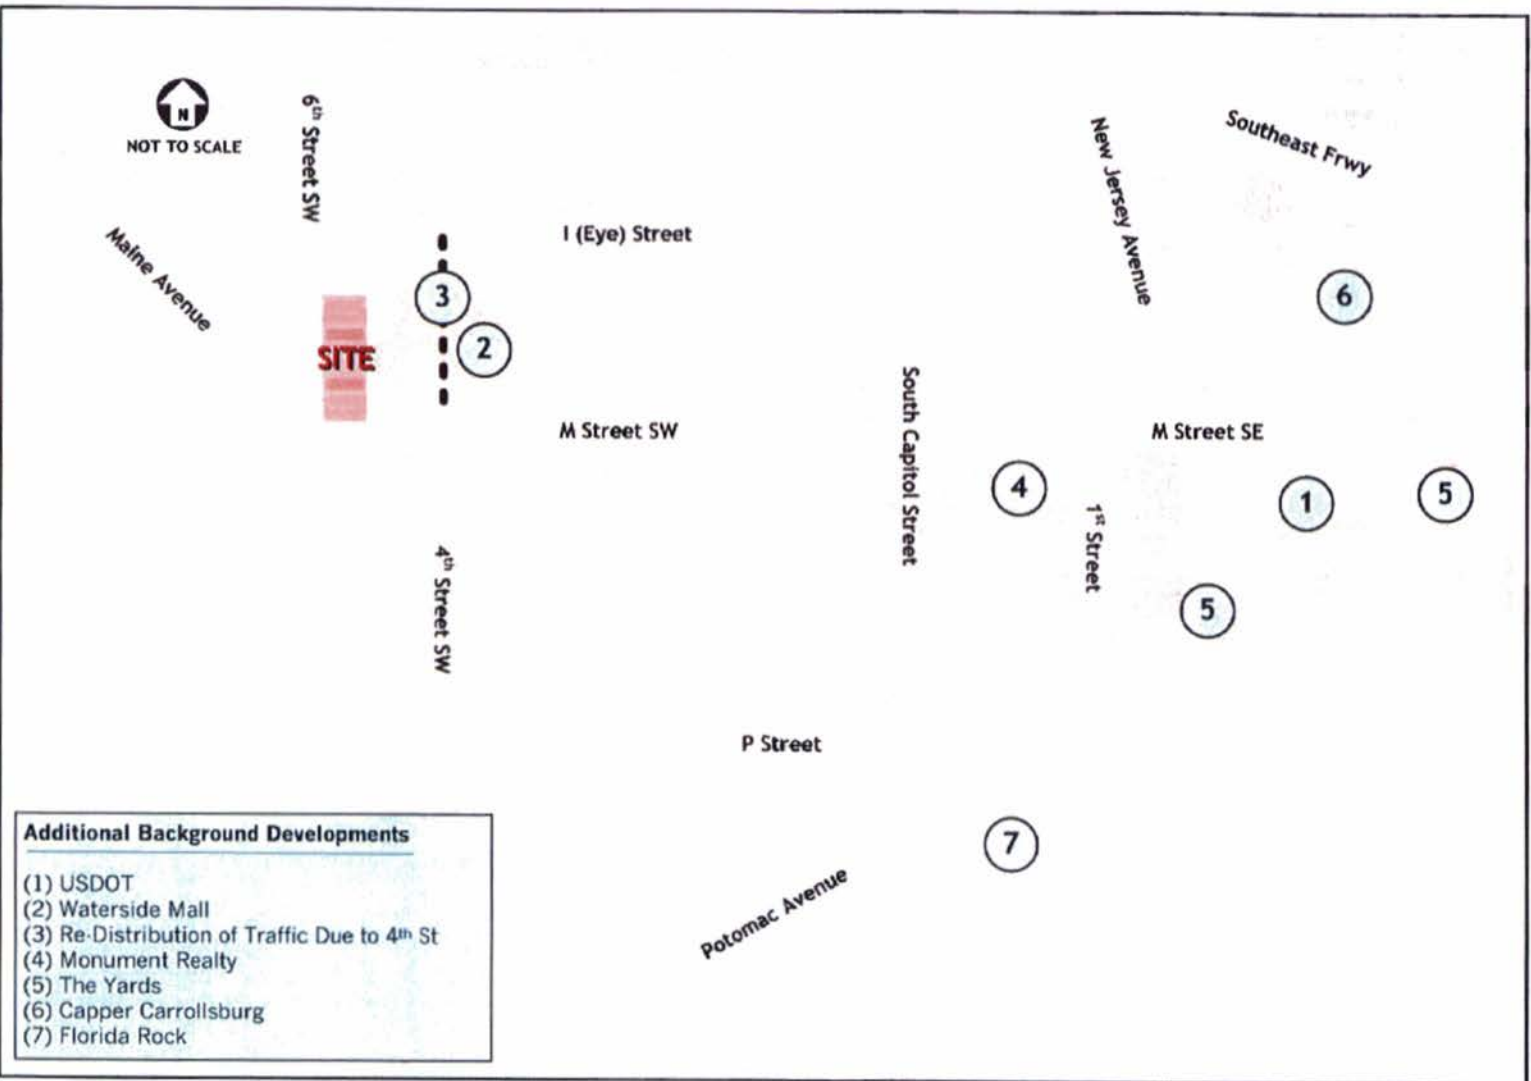 N
NOT TO SCALE
6th Street SW
Maine Avenue
I (Eye) Street
New Jersey Avenue
Southeast Frwy
3
2
6
SITE
M Street SW
South Capitol Street
M Street SE
4
1st Street
1
5
5
4th Street SW
P Street
7
Potomac Avenue
Additional Background Developments
(1) USDOT
(2) Waterside Mall
(3) Re-Distribution of Traffic Due to 4th St
(4) Monument Realty
(5) The Yards
(6) Capper Carrollsburg
(7) Florida Rock